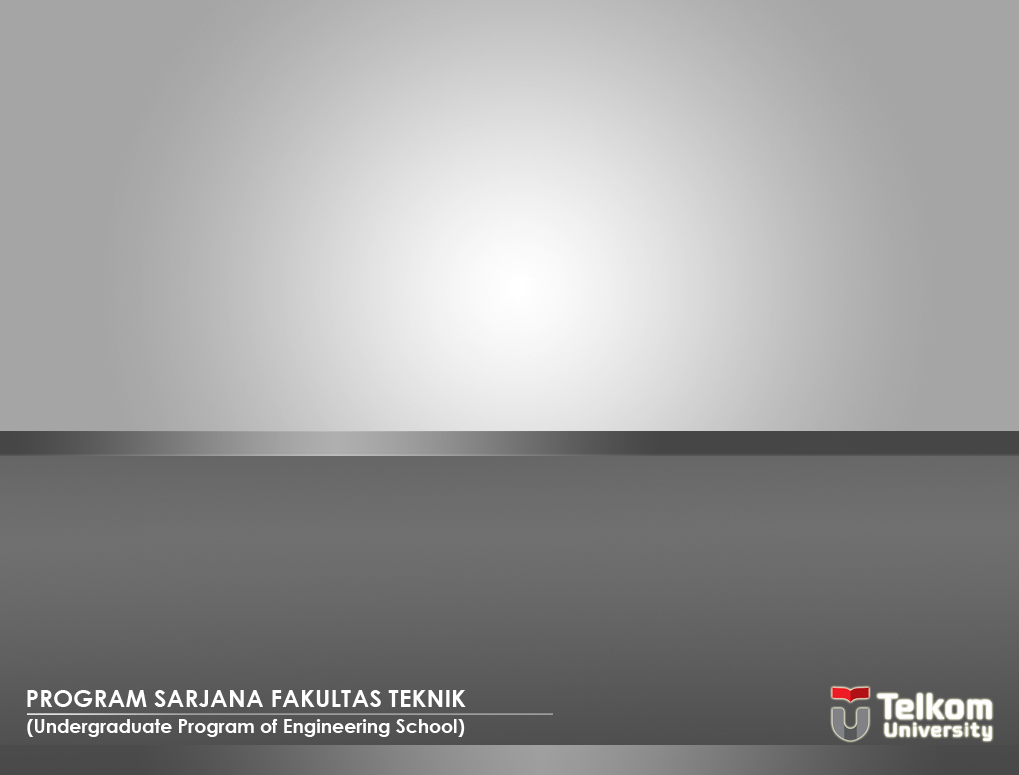 PROGRAM SARJANA FAKULTAS TEKNIK
(Undergraduate Program of Engineering School)
Telkom
University